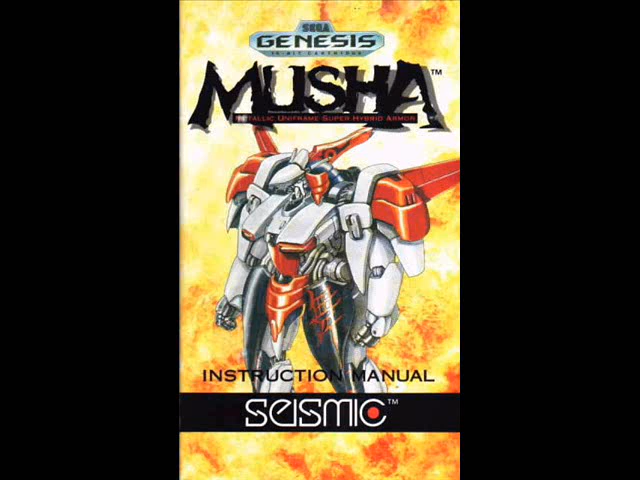 SEGA
GENESIS
16-BIT CARTRIDGE
MUSHA™
METALLIC UNIFRAME SUPER HYBRID ARMOR
INSTRUCTION MANUAL
SEISMIC™